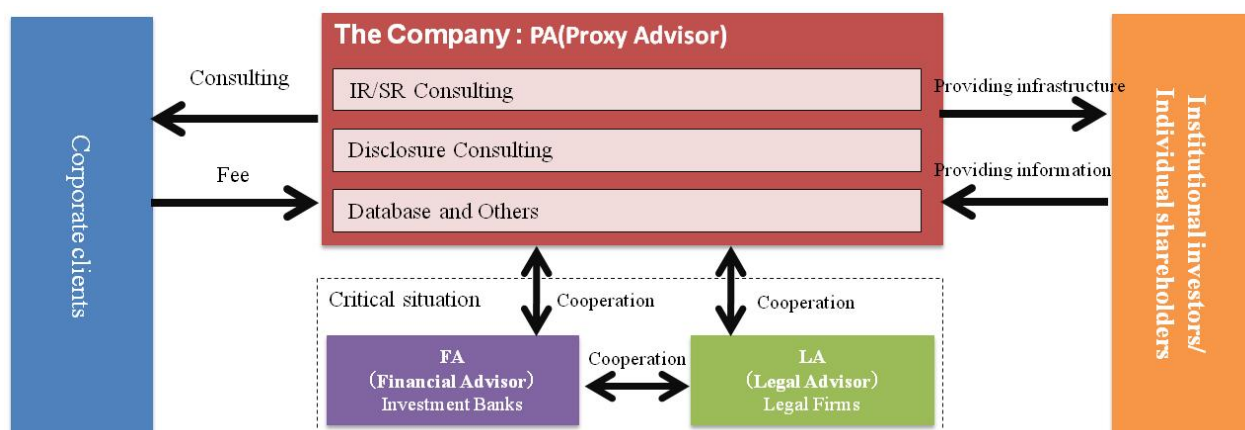 Corporate clients
Consulting
Fee
The Company : PA(Proxy Advisor)
IR/SR Consulting
Disclosure Consulting
Database and Others
Providing infrastructure
Providing information
Institutional investors/
Individual shareholders
Critical situation
Cooperation
Cooperation
FA
(Financial Advisor)
Investment Banks
Cooperation
LA
(Legal Advisor)
Legal Firms